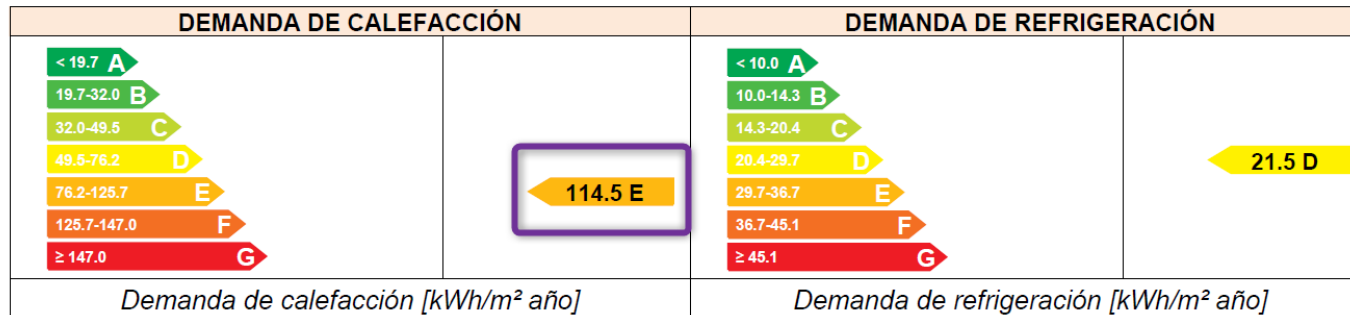 DEMANDA DE CALEFACCIÓN
< 19.7 A
19.7-32.0 B
32.0-49.5 C
49.5-76.2 D
76.2-125.7 E
125.7-147.0 F
≥ 147.0 G
114.5 E
Demanda de calefacción [kWh/m² año]
DEMANDA DE REFRIGERACIÓN
< 10.0 A
10.0-14.3 B
14.3-20.4 C
20.4-29.7 D
29.7-36.7 E
36.7-45.1 F
≥ 45.1 G
21.5 D
Demanda de refrigeración [kWh/m² año]